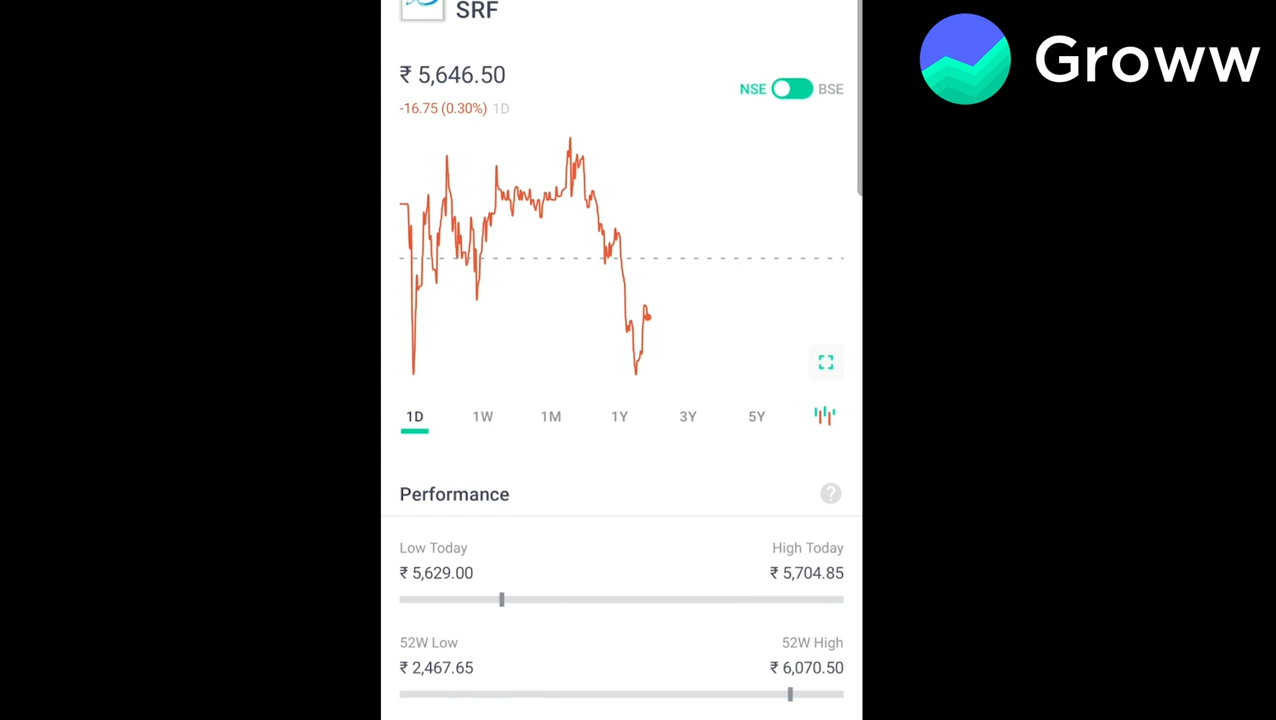 SRF
Groww
₹ 5,646.50
NSE BSE
-16.75 (0.30%) 1D
1D 1W 1M 1Y 3Y 5Y
Performance ?
Low Today High Today
₹ 5,629.00 ₹ 5,704.85
52W Low 52W High
₹ 2,467.65 ₹ 6,070.50